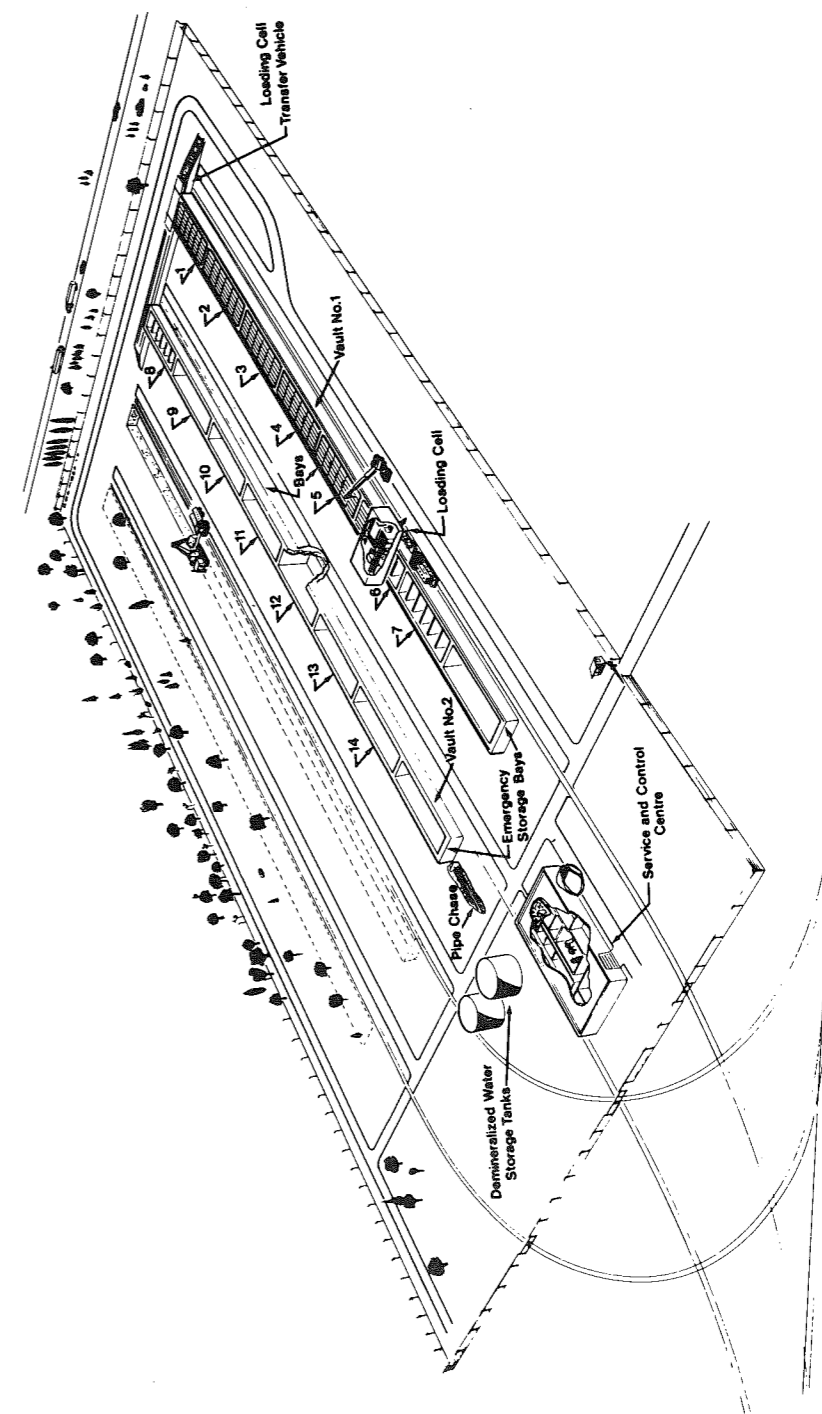 Loading Cell
Transfer Vehicle
1
2
3
4
5
6
7
Vault No.1
Loading Cell
8
9
10
11
12
13
14
Bays
Vault No.2
Emergency
Storage Bays
Pipe Chase
Demineralized Water
Storage Tanks
Service and Control
Centre